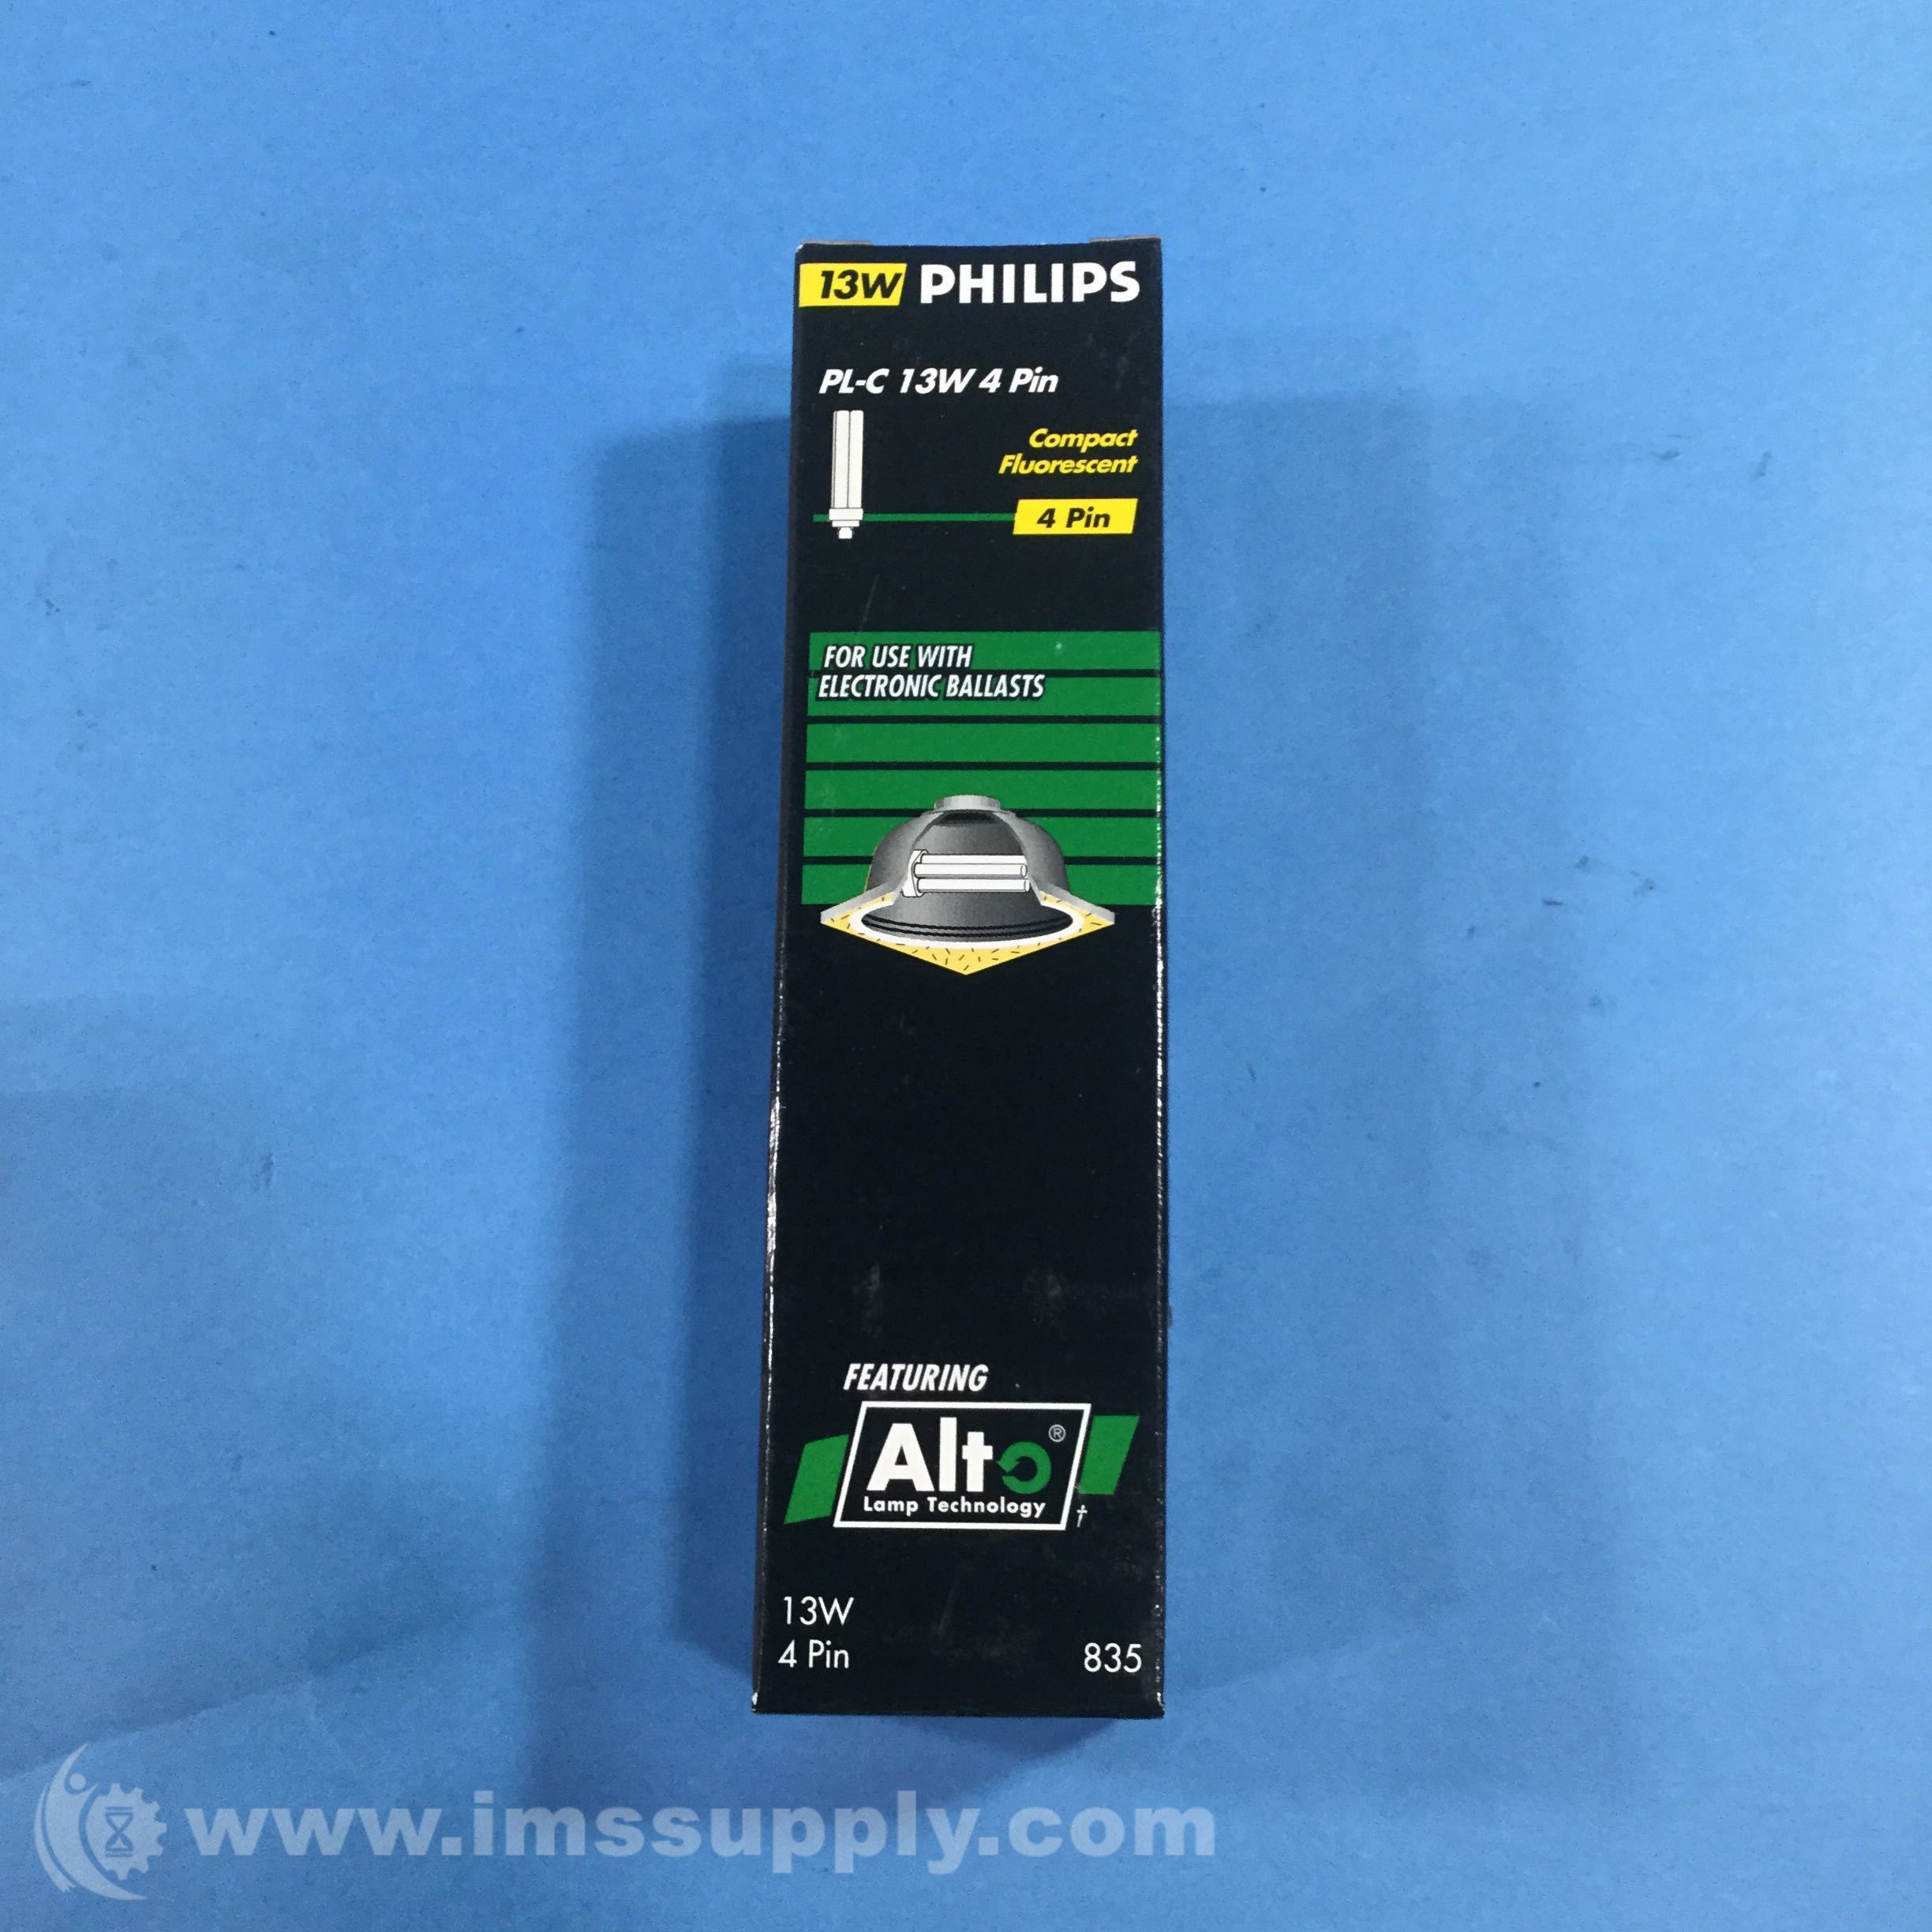 13W PHILIPS
PL-C 13W 4 Pin
Compact
Fluorescent
4 Pin
FOR USE WITH
ELECTRONIC BALLASTS
FEATURING
Alto®
Lamp Technology †
13W
4 Pin 835
www.imssupply.com